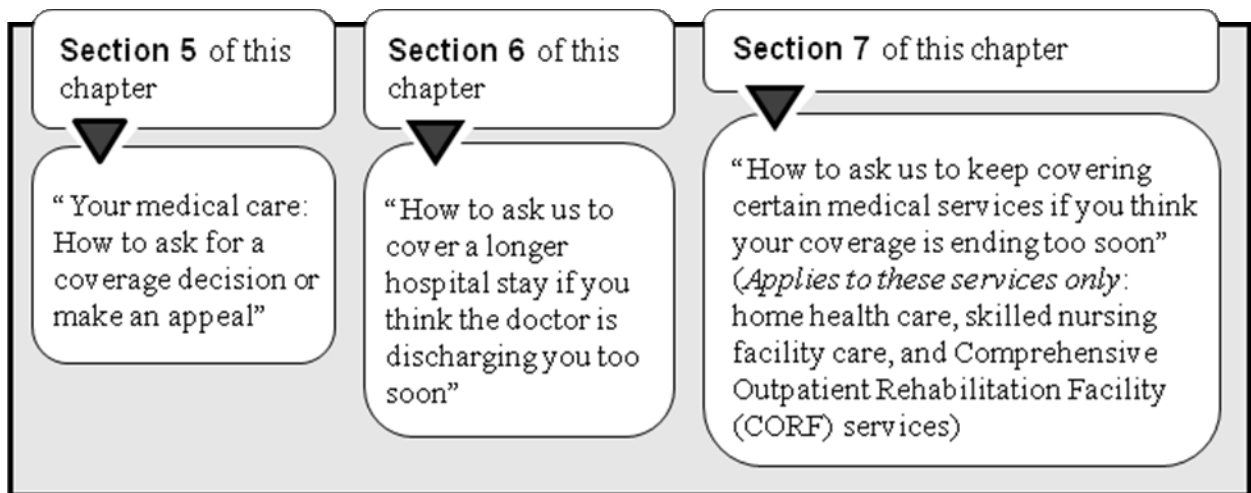 Section 5 of this
chapter
“Your medical care:
How to ask for a
coverage decision or
make an appeal”
Section 6 of this
chapter
“How to ask us to
cover a longer
hospital stay if you
think the doctor is
discharging you too
soon”
Section 7 of this chapter
“How to ask us to keep covering
certain medical services if you think
your coverage is ending too soon”
(Applies to these services only:
home health care, skilled nursing
facility care, and Comprehensive
Outpatient Rehabilitation Facility
(CORF) services)